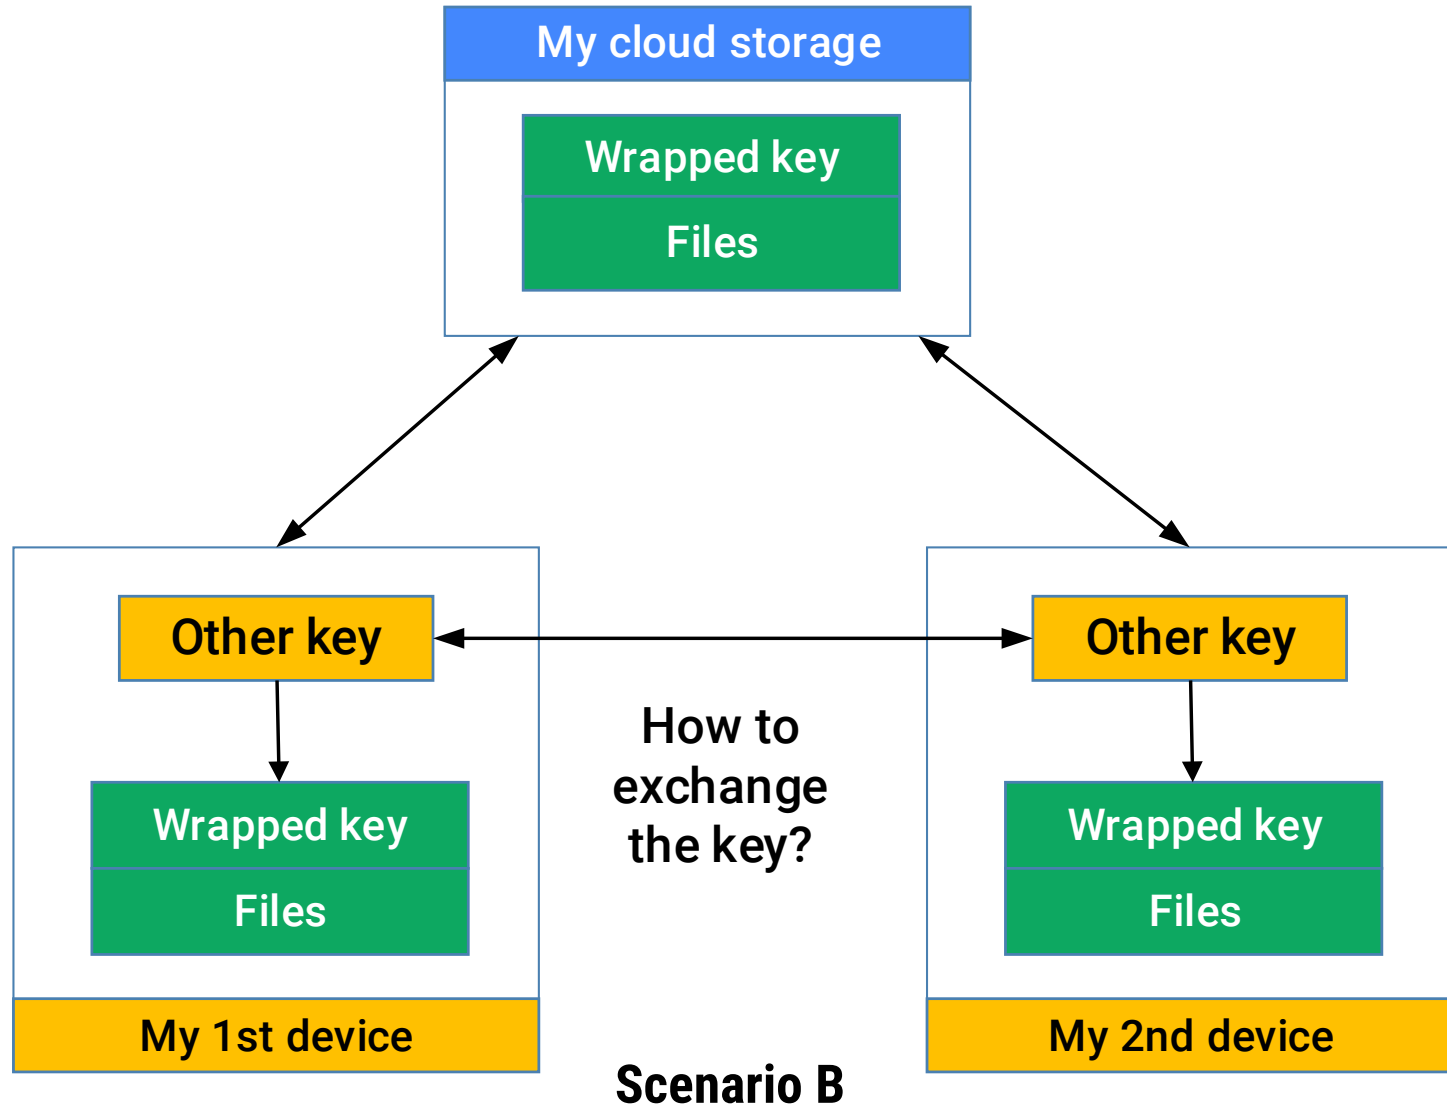 My cloud storage
Wrapped key
Files
Other key
Other key
How to
exchange
the key?
Wrapped key
Files
Wrapped key
Files
My 1st device
My 2nd device
Scenario B